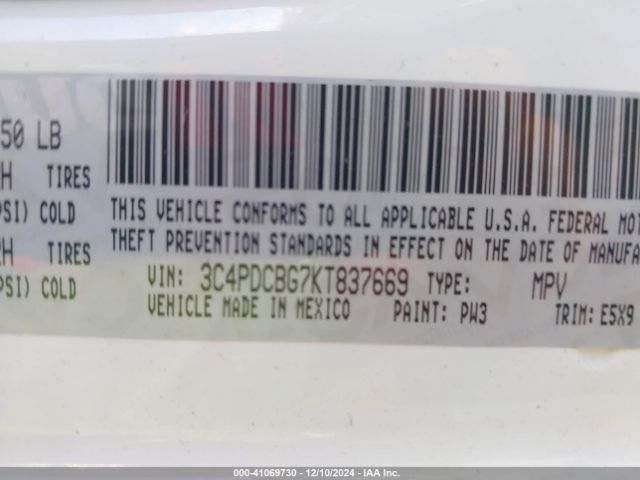 50 LB
H TIRES
PSI) COLD
H TIRES
PSI) COLD
THIS VEHICLE CONFORMS TO ALL APPLICABLE U.S.A. FEDERAL MOT
THEFT PREVENTION STANDARDS IN EFFECT ON THE DATE OF MANUFA
VIN: 3C4PDCBG7KT837669 TYPE: MPV
VEHICLE MADE IN MEXICO PAINT: PW3 TRIM: E5X9
000-41069730 - 12/10/2024 - IAA Inc.